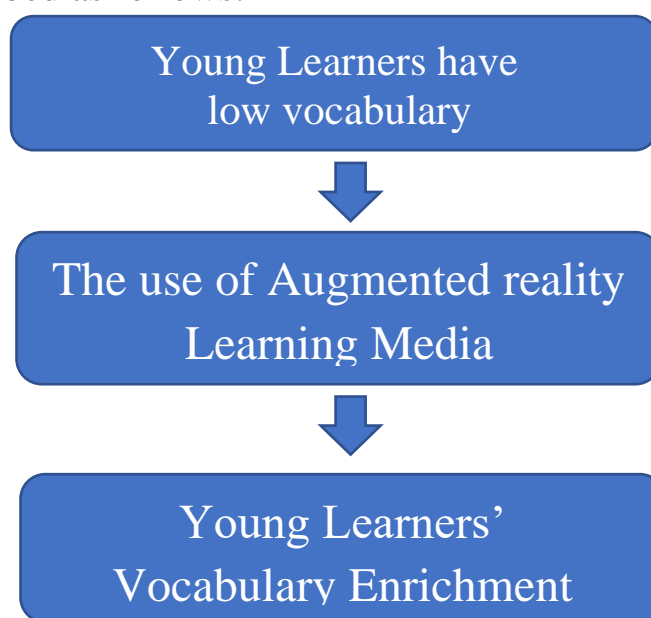 Young Learners have
low vocabulary
The use of Augmented reality
Learning Media
Young Learners’
Vocabulary Enrichment